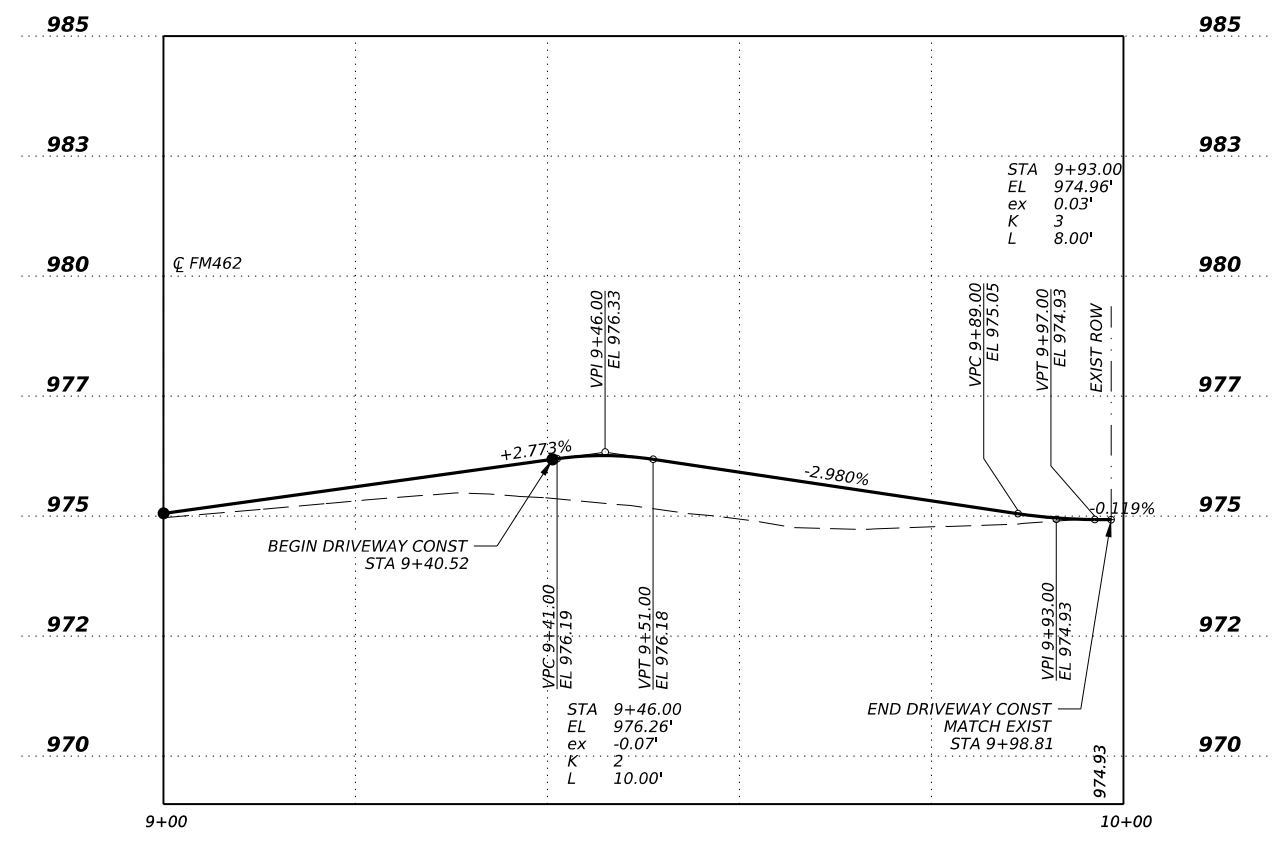 985
985
983
983
STA 9+93.00
EL 974.96'
ex 0.03'
K 3
L 8.00'
980
℄ FM462
980
VPI 9+46.00
EL 976.33
VPC 9+89.00
EL 975.05
VPT 9+97.00
EL 974.93
EXIST ROW
977
977
+2.773%
-2.980%
975
-0.119%
975
BEGIN DRIVEWAY CONST
STA 9+40.52
VPC 9+41.00
EL 976.19
VPT 9+51.00
EL 976.18
VPI 9+93.00
EL 974.93
972
972
STA 9+46.00
EL 976.26'
ex -0.07'
K 2
L 10.00'
END DRIVEWAY CONST
MATCH EXIST
STA 9+98.81
970
974.93
970
9+00
10+00